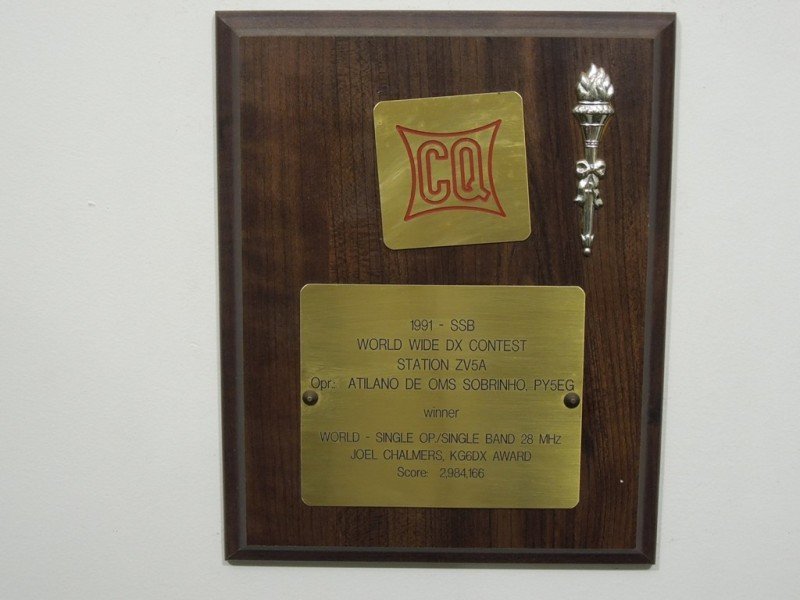 CQ
1991 - SSB
WORLD WIDE DX CONTEST
STATION ZV5A
Opr.: ATILANO DE OMS SOBRINHO, PY5EG
winner
WORLD - SINGLE OP./SINGLE BAND 28 MHz
JOEL CHALMERS, KG6DX AWARD
Score: 2,984,166